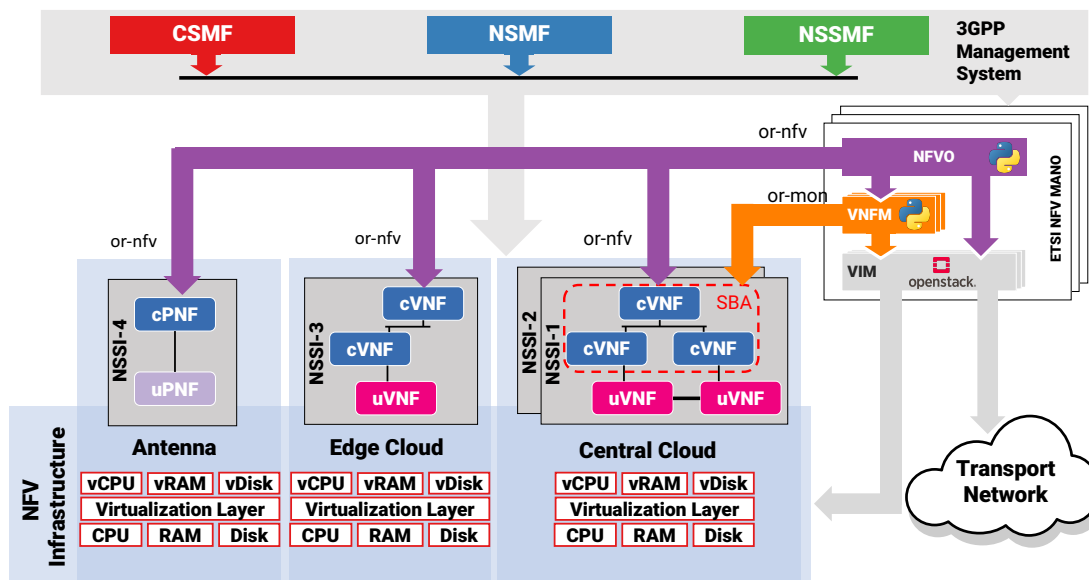 CSMF
NSMF
NSSMF
3GPP
Management
System
or-nfv
NFVO
or-mon
VNFM
VIM
openstack.
ETSI NFV MANO
or-nfv
or-nfv
or-nfv
NSSI-4
cPNF
uPNF
NSSI-3
cVNF
cVNF
uVNF
NSSI-2
NSSI-1
SBA
cVNF
cVNF
cVNF
uVNF
uVNF
Antenna
Edge Cloud
Central Cloud
NFV
Infrastructure
vCPU vRAM vDisk
Virtualization Layer
CPU RAM Disk
vCPU vRAM vDisk
Virtualization Layer
CPU RAM Disk
vCPU vRAM vDisk
Virtualization Layer
CPU RAM Disk
Transport
Network